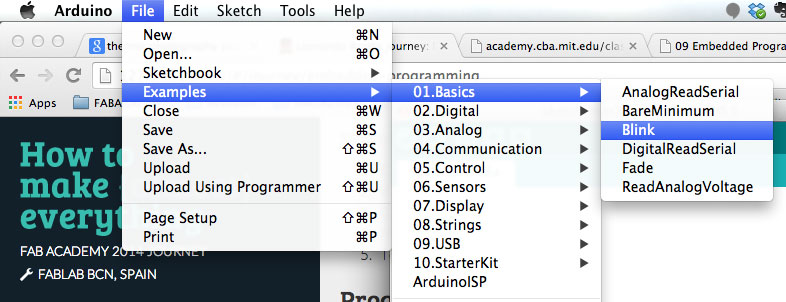 Arduino File Edit Sketch Tools Help
New ⌘N
Open... ⌘O
Sketchbook
Examples
Close ⌘W
Save ⌘S
Save As... ⇧⌘S
Upload ⌘U
Upload Using Programmer ⇧⌘U
Page Setup ⇧⌘P
Print ⌘P
01.Basics
02.Digital
03.Analog
04.Communication
05.Control
06.Sensors
07.Display
08.Strings
09.USB
10.StarterKit
ArduinoISP
AnalogReadSerial
BareMinimum
Blink
DigitalReadSerial
Fade
ReadAnalogVoltage
academy.cba.mit.edu/clas
09 Embedded Progra
Apps
How to
make
everything
FAB ACADEMY 2014 JOURNEY
FABLAB BCN, SPAIN
5.